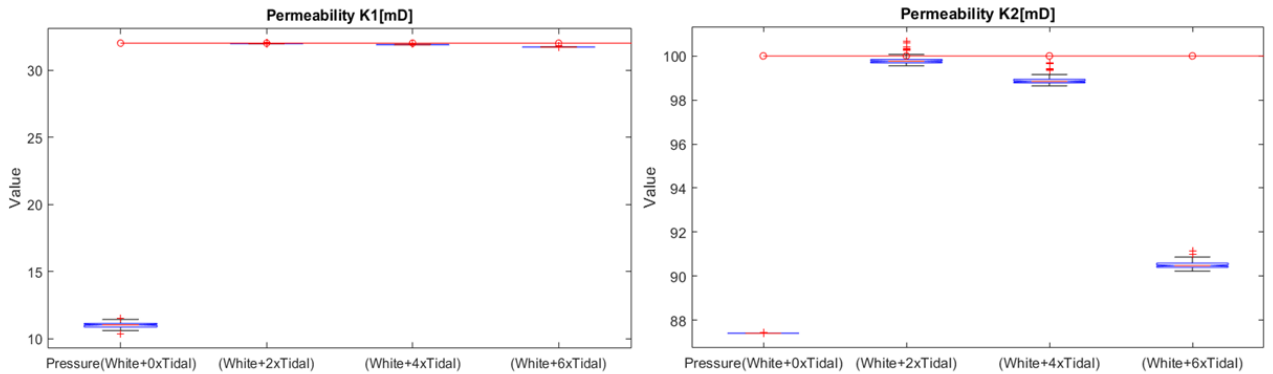 Permeability K1[mD]
Value
30
25
20
15
10
Pressure(White+0xTidal) (White+2xTidal) (White+4xTidal) (White+6xTidal)
Permeability K2[mD]
Value
100
98
96
94
92
90
88
Pressure(White+0xTidal) (White+2xTidal) (White+4xTidal) (White+6xTidal)